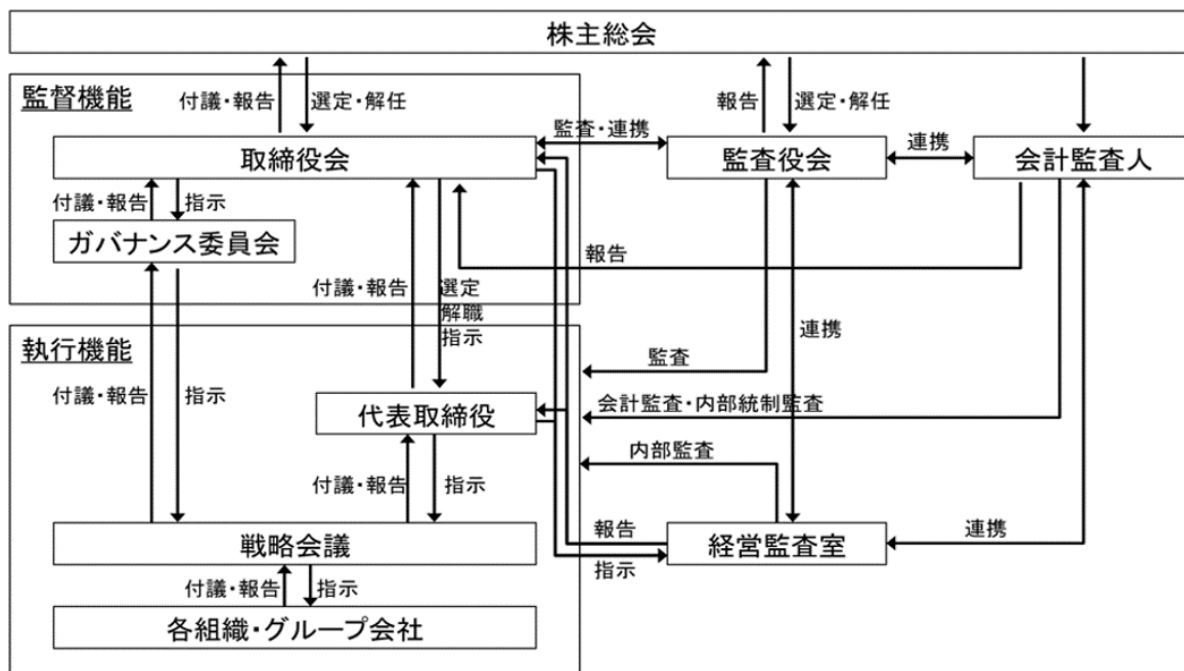 株主総会
監督機能
付議・報告
選定・解任
報告
選定・解任
取締役会
監査・連携
監査役会
連携
会計監査人
付議・報告
指示
ガバナンス委員会
報告
付議・報告
選定
解職
指示
執行機能
連携
監査
付議・報告
指示
代表取締役
会計監査・内部統制監査
内部監査
付議・報告
指示
戦略会議
報告
指示
経営監査室
連携
付議・報告
指示
各組織・グループ会社